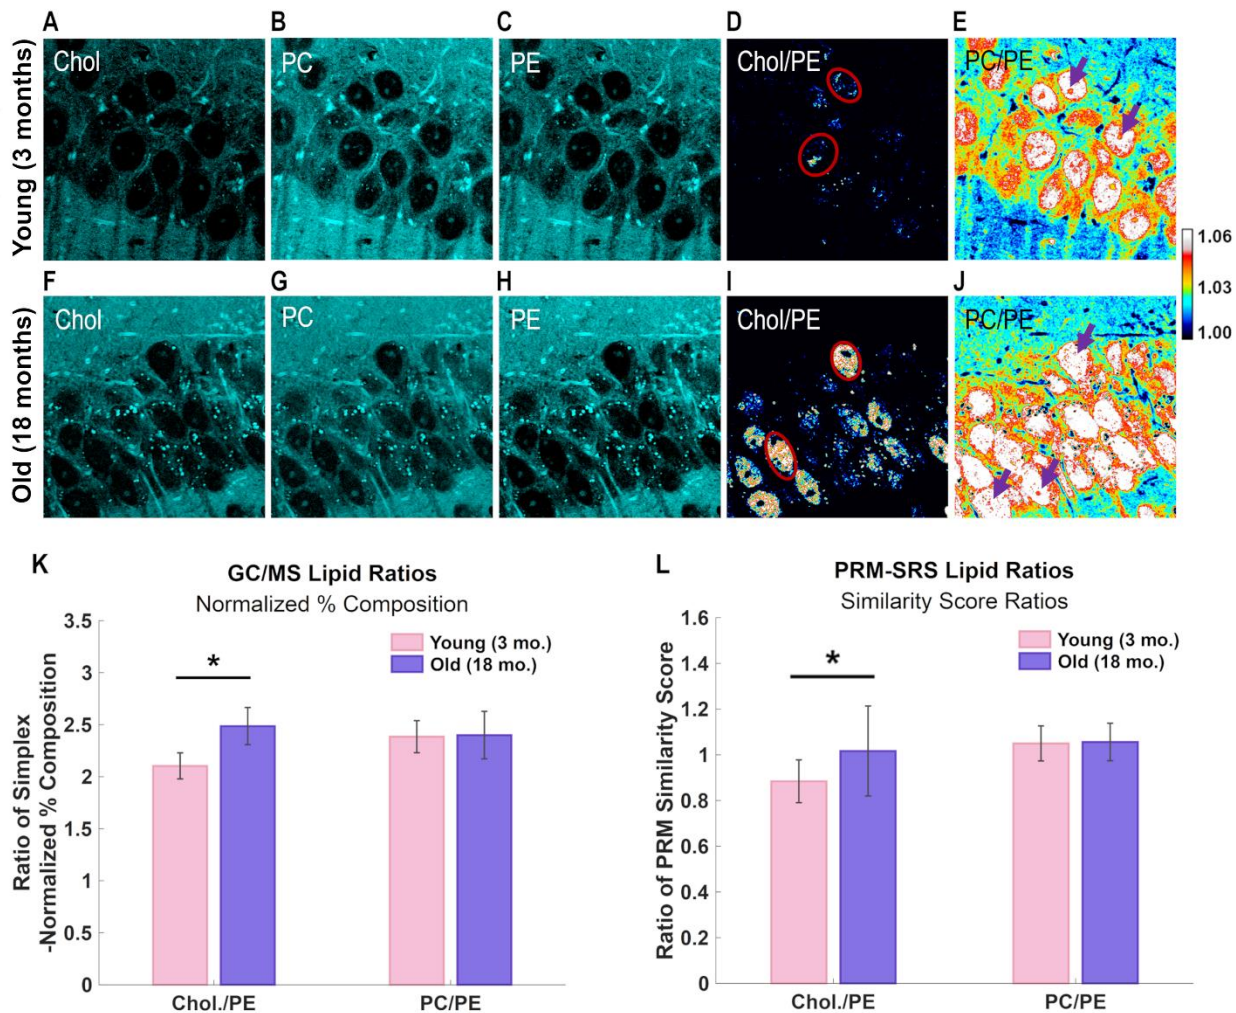 A
B
C
D
E
Young (3 months)
Chol
PC
PE
Chol/PE
PC/PE
1.06
1.03
1.00
F
G
H
I
J
Old (18 months)
Chol
PC
PE
Chol/PE
PC/PE
K
GC/MS Lipid Ratios
Normalized % Composition
Ratio of Simplex
-Normalized % Composition
3.5
3
2.5
2
1.5
1
0.5
0
*
Young (3 mo.)
Old (18 mo.)
Chol./PE
PC/PE
L
PRM-SRS Lipid Ratios
Similarity Score Ratios
Ratio of PRM Similarity Score
1.6
1.4
1.2
1
0.8
0.6
0.4
0.2
0
*
Young (3 mo.)
Old (18 mo.)
Chol./PE
PC/PE